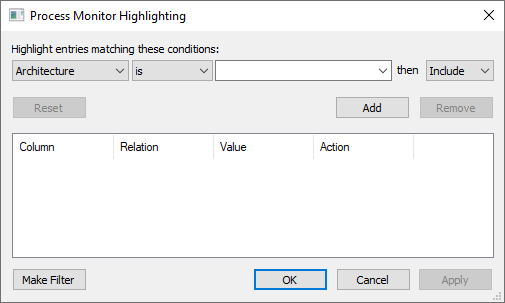 Process Monitor Highlighting
Highlight entries matching these conditions:
Architecture is then Include
Reset Add Remove
Column Relation Value Action
Make Filter OK Cancel Apply